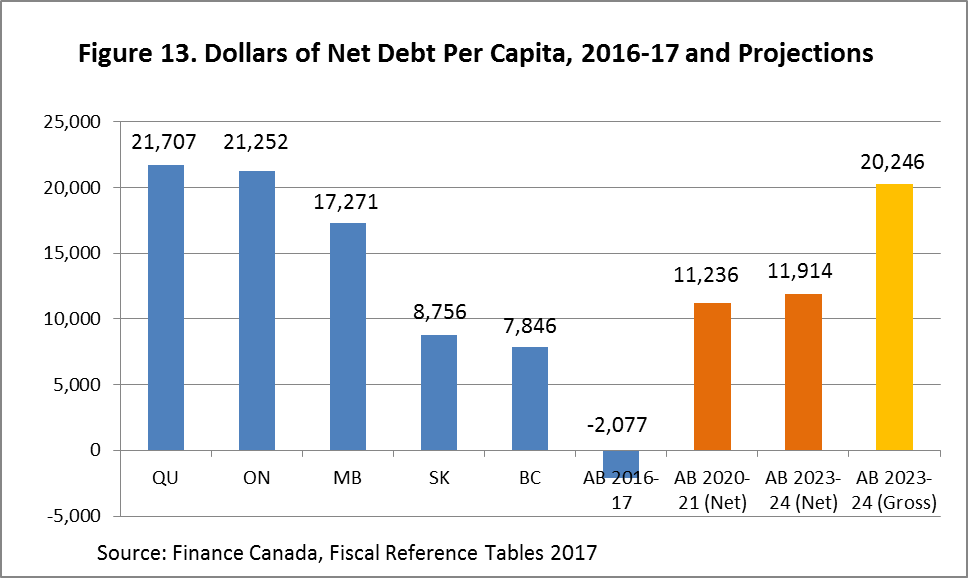 Figure 13. Dollars of Net Debt Per Capita, 2016-17 and Projections
25,000
20,000
15,000
10,000
5,000
0
-5,000
21,707
21,252
17,271
8,756
7,846
-2,077
11,236
11,914
20,246
QU
ON
MB
SK
BC
AB 2016-
17
AB 2020-
21 (Net)
AB 2023-
24 (Net)
AB 2023-
24 (Gross)
Source: Finance Canada, Fiscal Reference Tables 2017